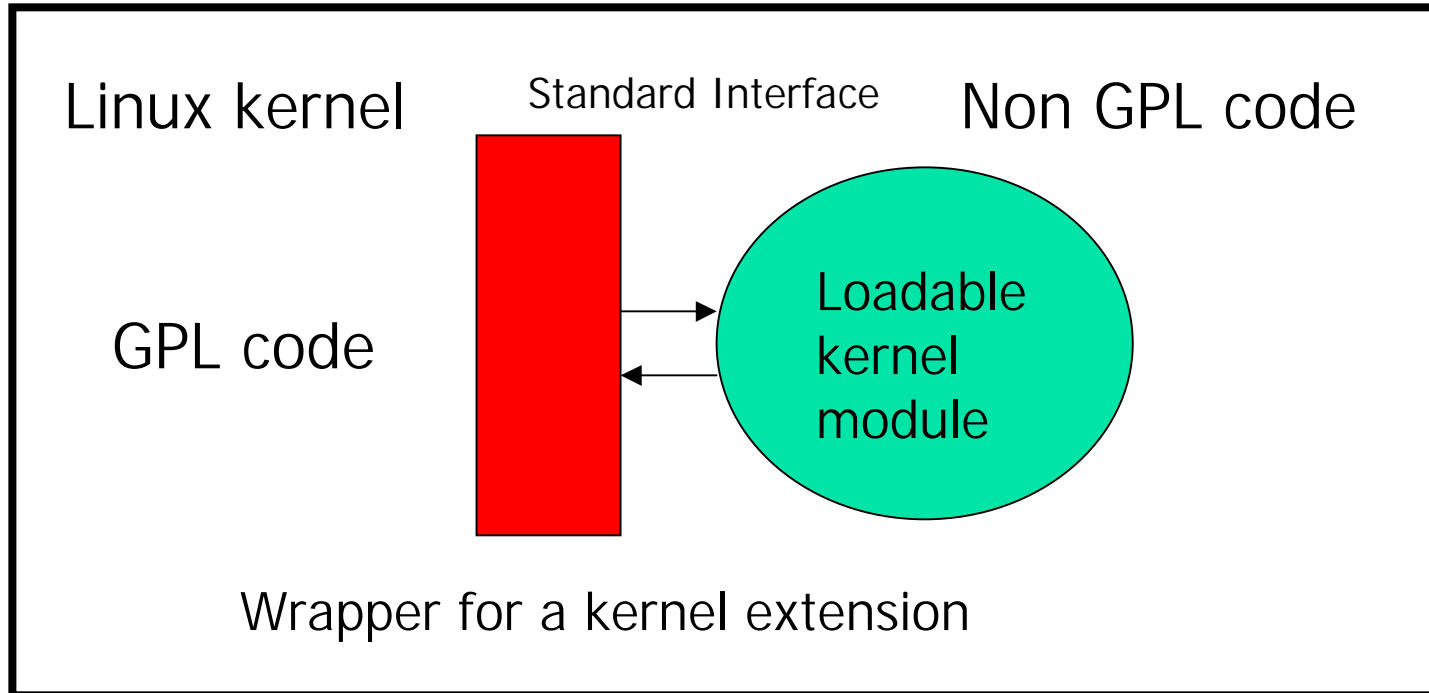 Linux kernel
Standard Interface
Non GPL code
GPL code
Loadable
kernel
module
Wrapper for a kernel extension